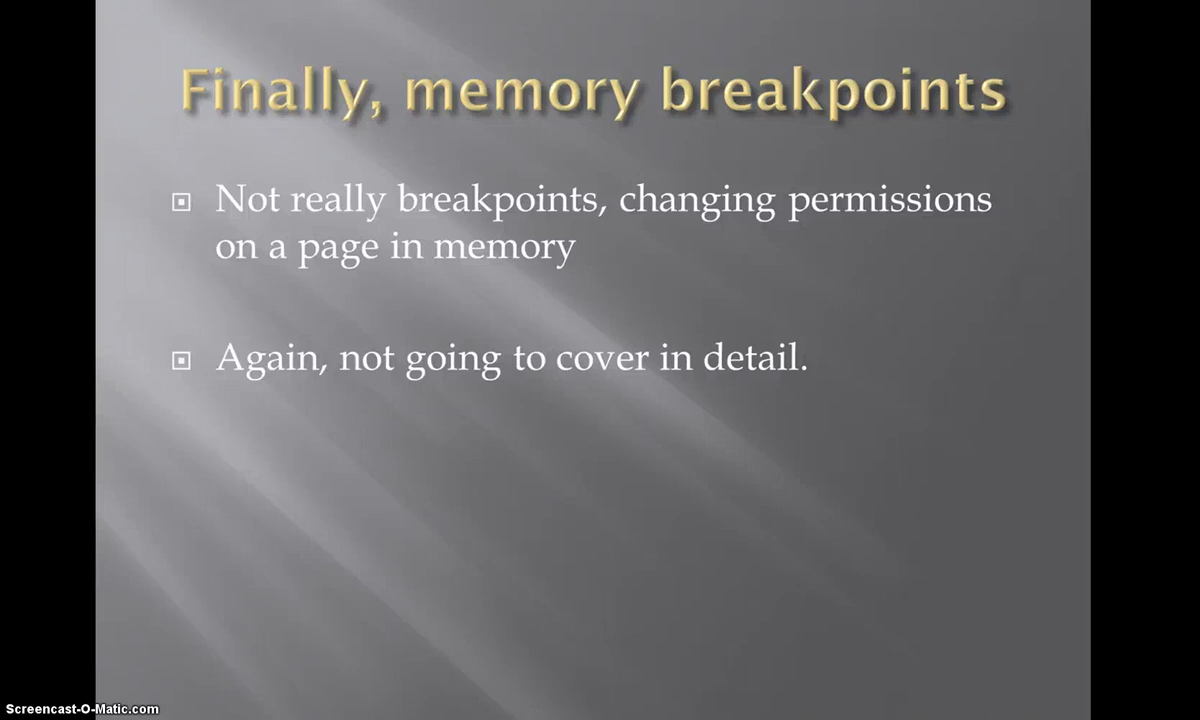 Finally, memory breakpoints
Not really breakpoints, changing permissions
on a page in memory
Again, not going to cover in detail.
Screencast-O-Matic.com